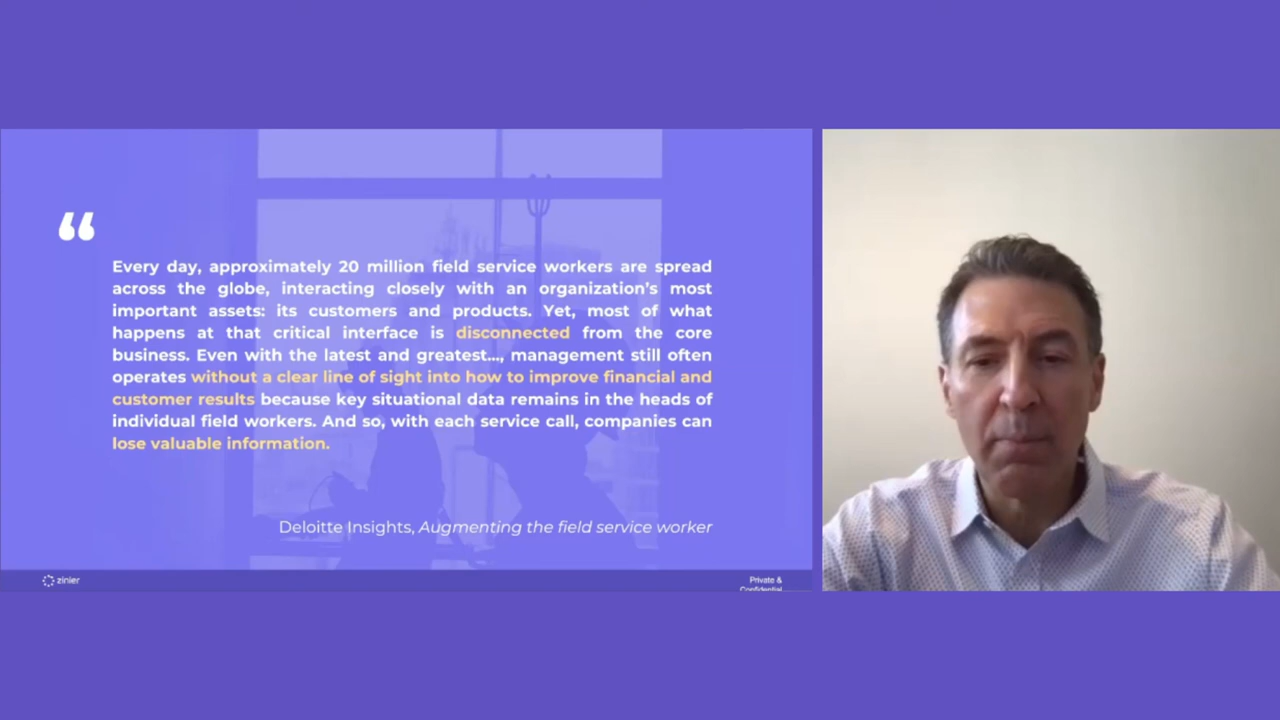 “
Every day, approximately 20 million field service workers are spread
across the globe, interacting closely with an organization’s most
important assets: its customers and products. Yet, most of what
happens at that critical interface is disconnected from the core
business. Even with the latest and greatest..., management still often
operates without a clear line of sight into how to improve financial and
customer results because key situational data remains in the heads of
individual field workers. And so, with each service call, companies can
lose valuable information.
Deloitte Insights, Augmenting the field service worker
zinier
Private &
Confidential